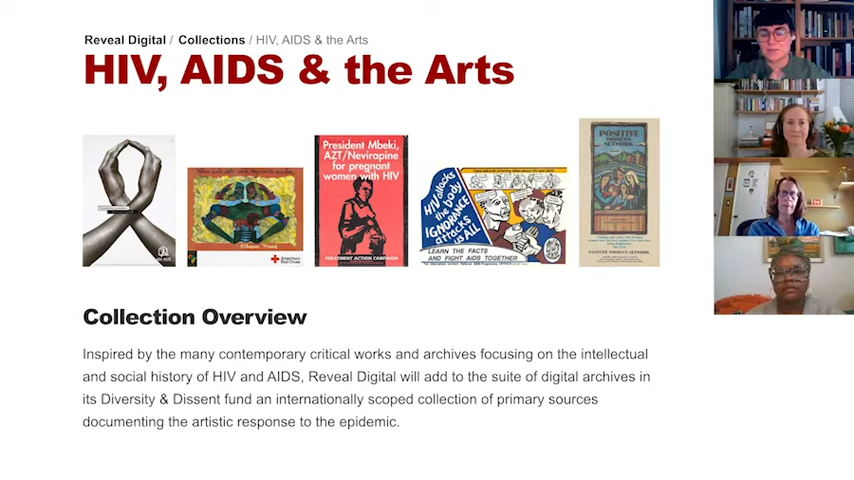 Reveal Digital / Collections / HIV, AIDS & the Arts
HIV, AIDS & the Arts
President Mbeki,
AZT/Nevirapine
for pregnant
women with HIV
TREATMENT ACTION CAMPAIGN
American
Red Cross
HIV attacks
the body
IGNORANCE
attacks
us ALL
LEARN THE FACTS
AND FIGHT AIDS TOGETHER
POSITIVE
WOMEN'S
NETWORK
POSITIVE WOMEN'S NETWORK
Collection Overview
Inspired by the many contemporary critical works and archives focusing on the intellectual
and social history of HIV and AIDS, Reveal Digital will add to the suite of digital archives in
its Diversity & Dissent fund an internationally scoped collection of primary sources
documenting the artistic response to the epidemic.